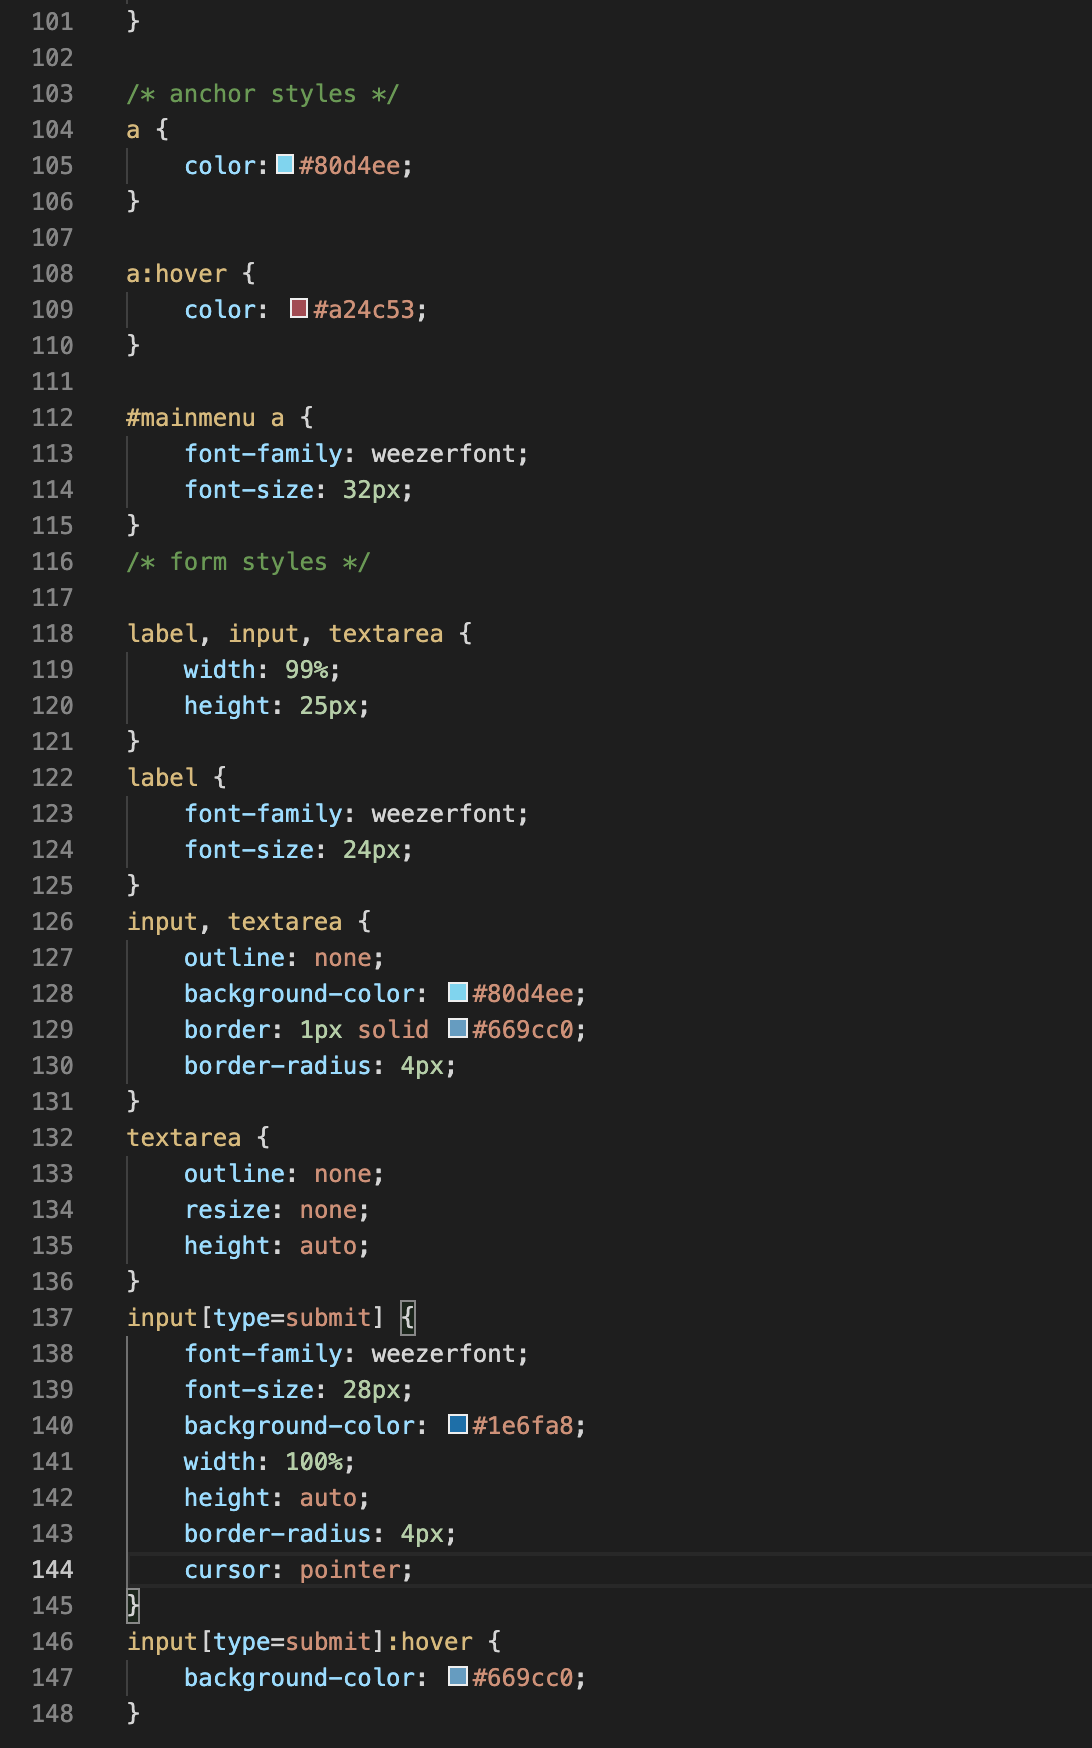 101 }
102
103 /* anchor styles */
104 a {
105     color: #80d4ee;
106 }
107
108 a:hover {
109     color: #a24c53;
110 }
111
112 #mainmenu a {
113     font-family: weezerfont;
114     font-size: 32px;
115 }
116 /* form styles */
117
118 label, input, textarea {
119     width: 99%;
120     height: 25px;
121 }
122 label {
123     font-family: weezerfont;
124     font-size: 24px;
125 }
126 input, textarea {
127     outline: none;
128     background-color: #80d4ee;
129     border: 1px solid #669cc0;
130     border-radius: 4px;
131 }
132 textarea {
133     outline: none;
134     resize: none;
135     height: auto;
136 }
137 input[type=submit] {
138     font-family: weezerfont;
139     font-size: 28px;
140     background-color: #1e6fa8;
141     width: 100%;
142     height: auto;
143     border-radius: 4px;
144     cursor: pointer;
145 }
146 input[type=submit]:hover {
147     background-color: #669cc0;
148 }